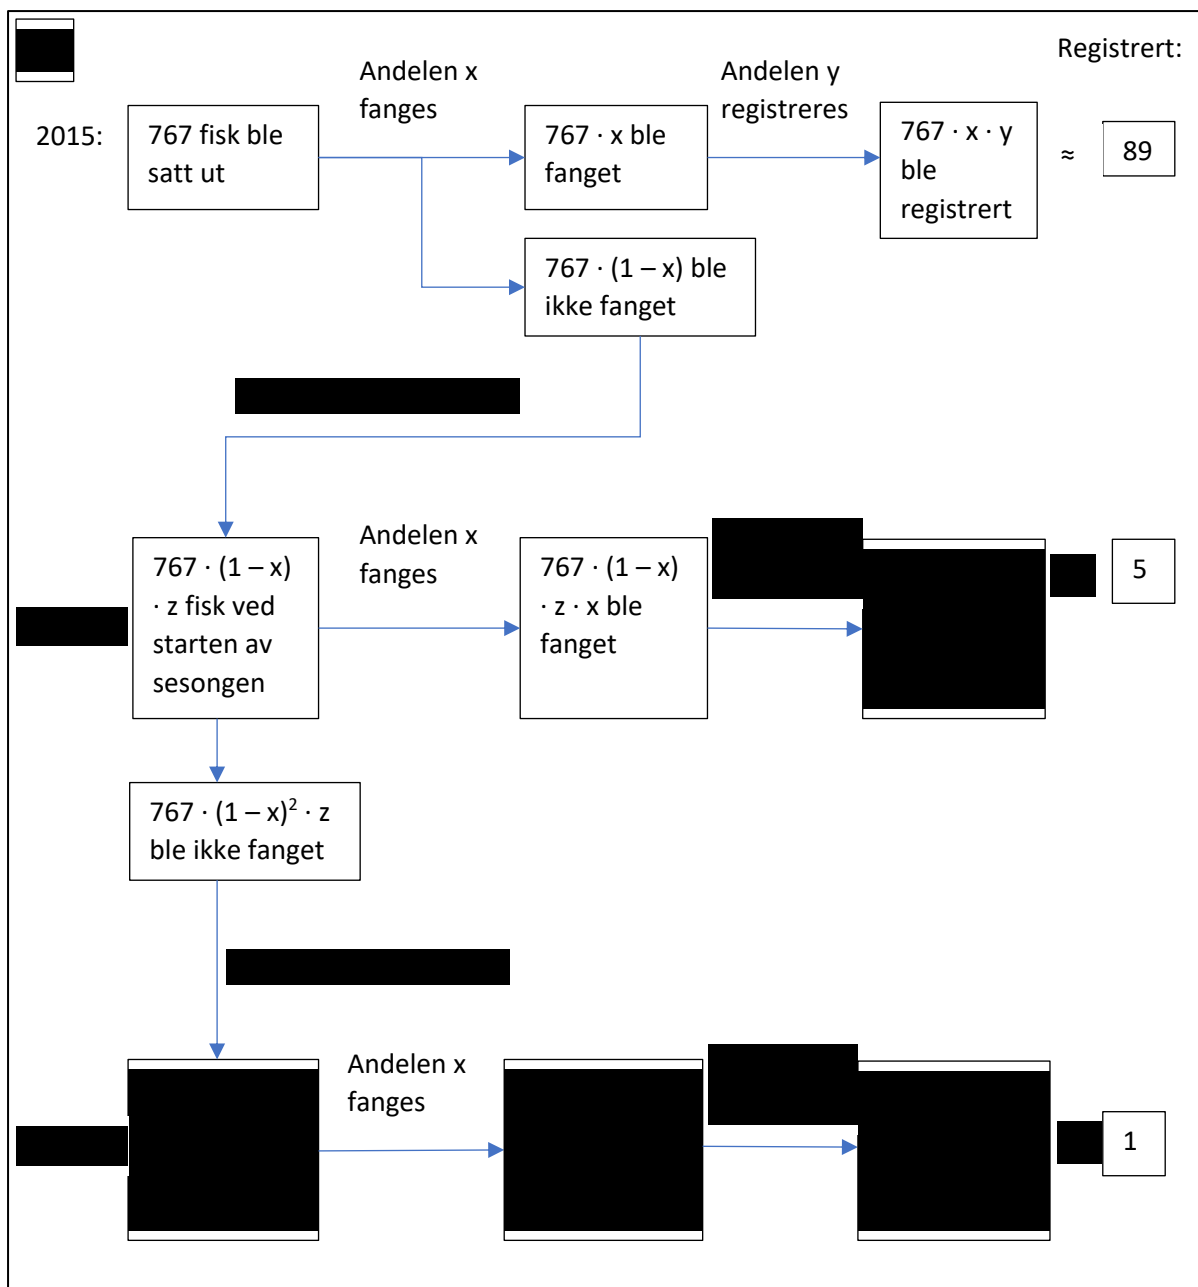 Registrert:
Andelen x
fanges
Andelen y
registreres
2015:
767 fisk ble
satt ut
767 · x ble
fanget
767 · x · y
ble
registrert
≈
89
767 · (1 – x) ble
ikke fanget
Andelen x
fanges
767 · (1 – x)
· z fisk ved
starten av
sesongen
767 · (1 – x)
· z · x ble
fanget
5
767 · (1 – x)² · z
ble ikke fanget
Andelen x
fanges
1